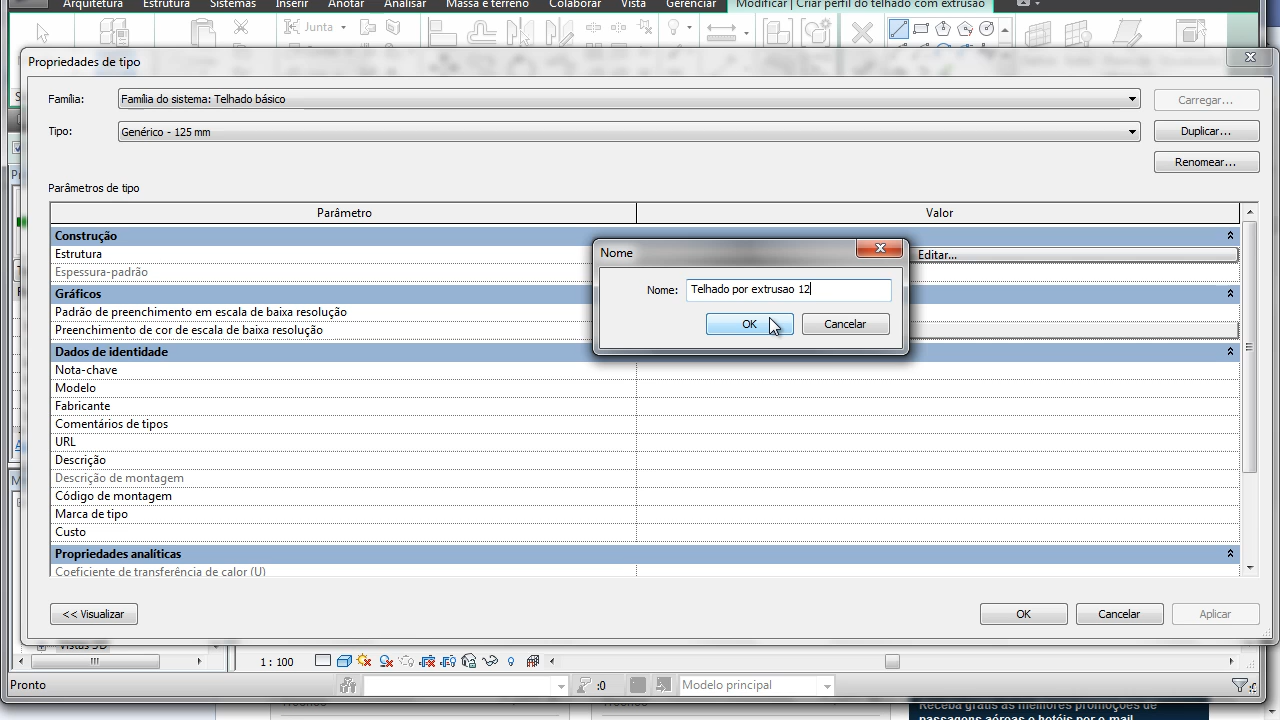 Arquitetura Estrutura Sistemas Inserir Anotar Analisar Massa e terreno Colaborar Vista Gerenciar Modificar | Criar perfil do telhado com extrusão
Junta
Propriedades de tipo
Família: Família do sistema: Telhado básico Carregar...
Tipo: Genérico - 125 mm Duplicar...
Renomear...
Parâmetros de tipo
Parâmetro Valor
Construção
Estrutura Editar...
Espessura-padrão
Gráficos
Padrão de preenchimento em escala de baixa resolução
Preenchimento de cor de escala de baixa resolução
Dados de identidade
Nota-chave
Modelo
Fabricante
Comentários de tipos
URL
Descrição
Descrição de montagem
Código de montagem
Marca de tipo
Custo
Propriedades analíticas
Coeficiente de transferência de calor (U)
Nome
Nome: Telhado por extrusao 12
OK Cancelar
<< Visualizar OK Cancelar Aplicar
Vistas 3D
1 : 100
Pronto :0 Modelo principal
Receba grátis as melhores promoções de
passagens aéreas e hotéis por e-mail